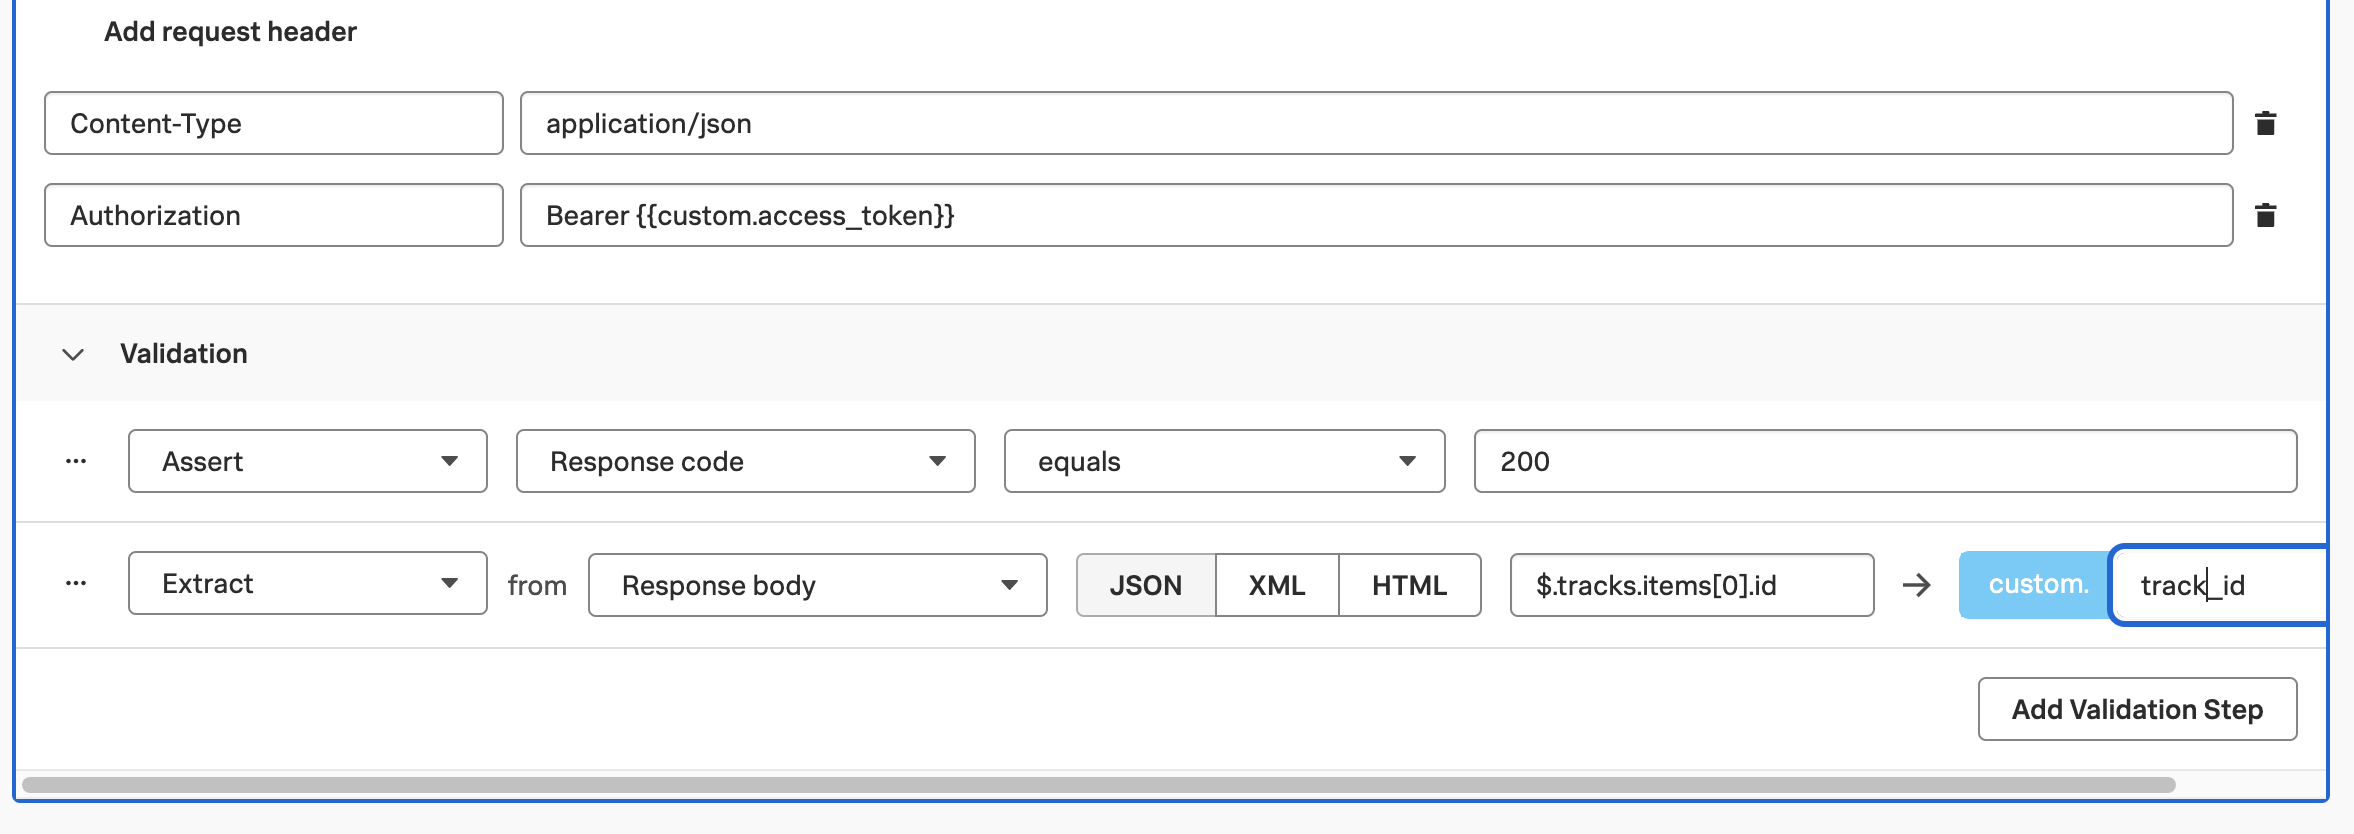 Add request header
Content-Type application/json
Authorization Bearer {{custom.access_token}}
Validation
Assert Response code equals 200
Extract from Response body JSON XML HTML $.tracks.items[0].id → custom. track_id
Add Validation Step